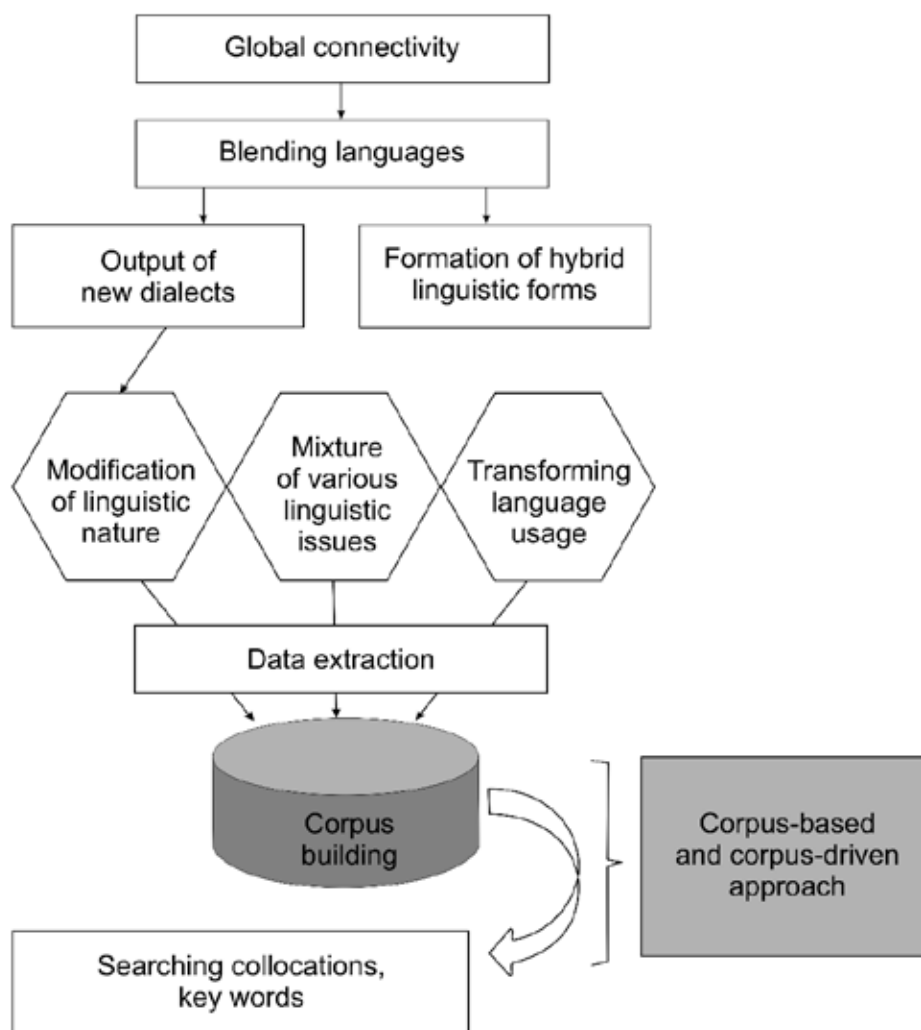 Global connectivity
Blending languages
Output of
new dialects
Formation of hybrid
linguistic forms
Modification
of linguistic
nature
Mixture
of various
linguistic
issues
Transforming
language
usage
Data extraction
Corpus
building
Corpus-based
and corpus-driven
approach
Searching collocations,
key words